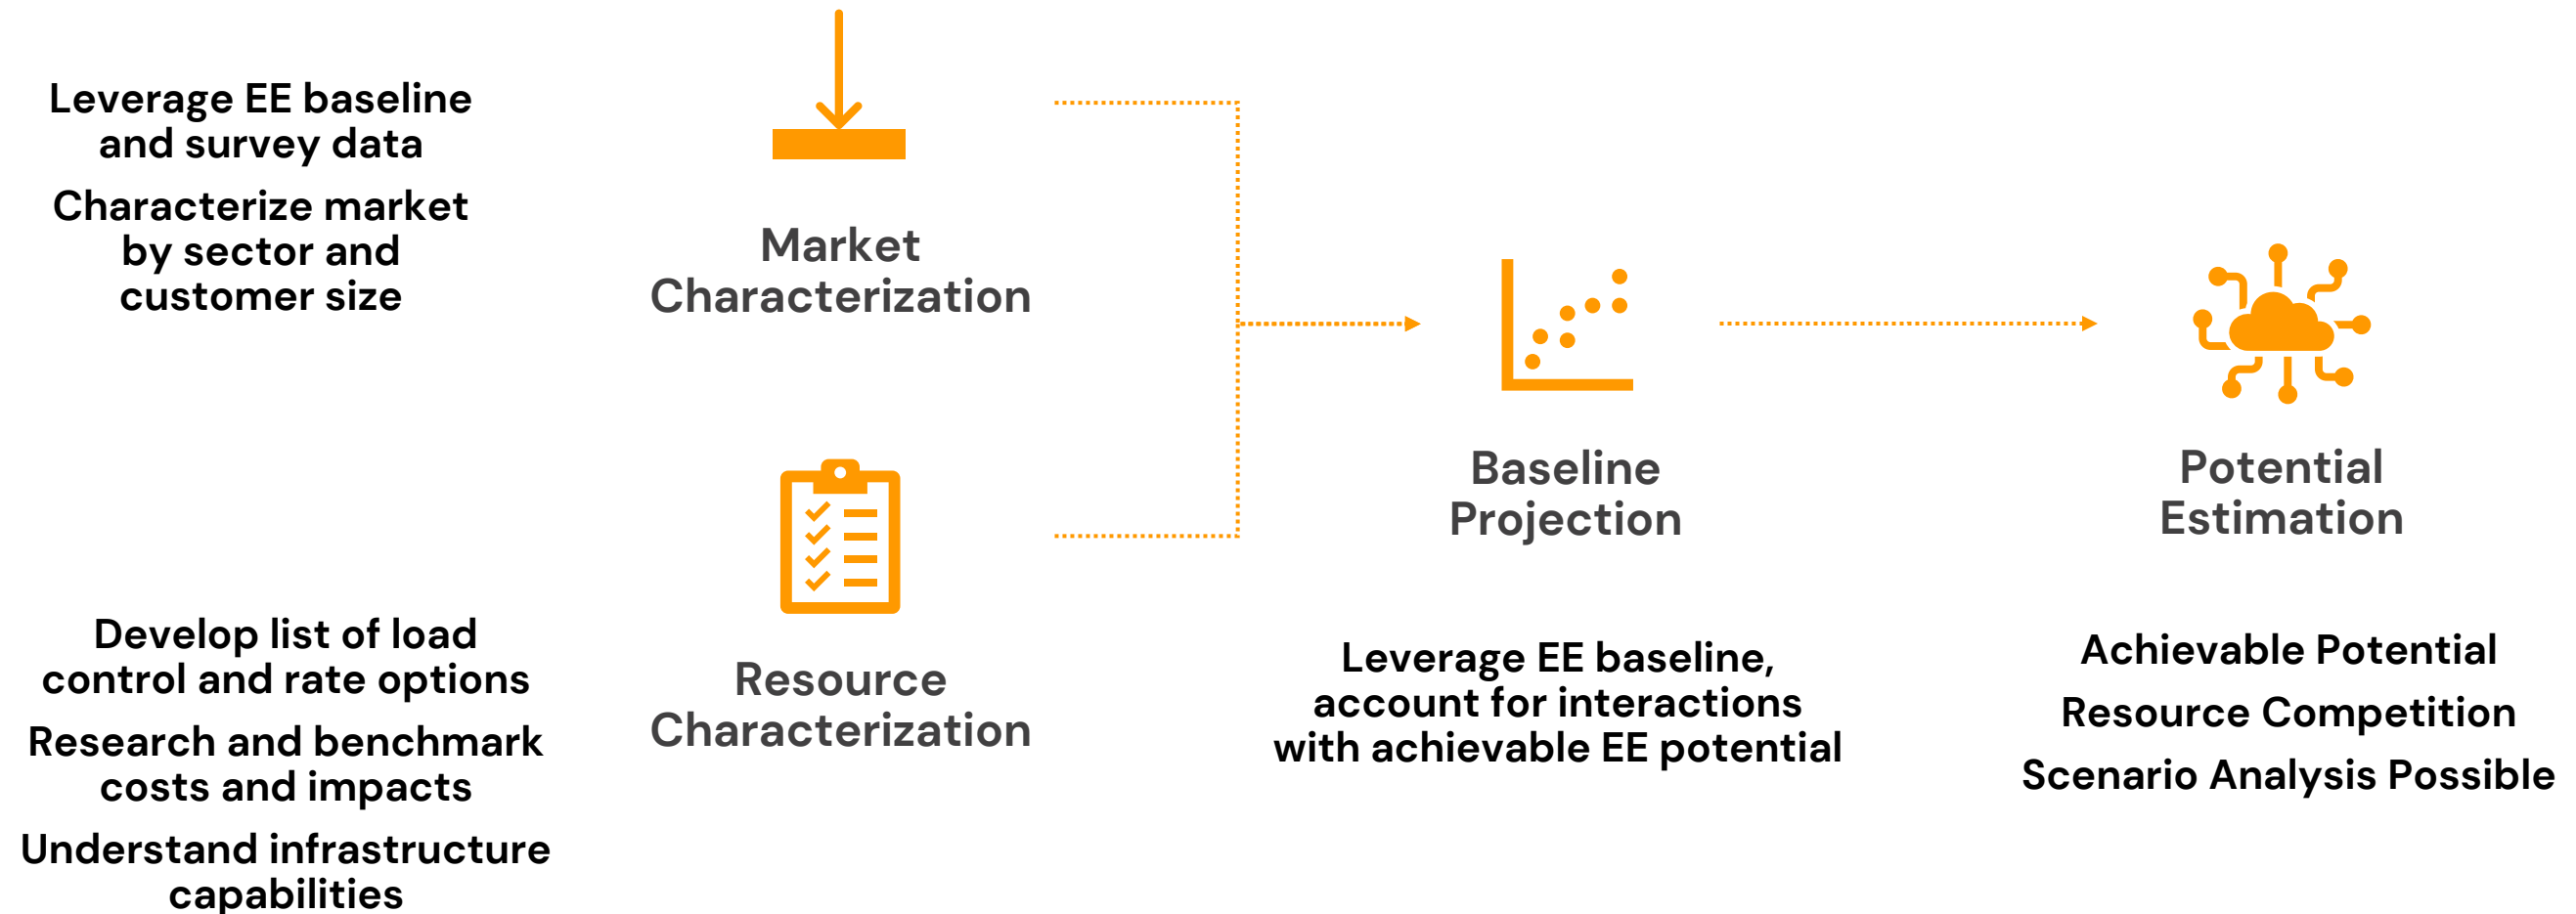 Leverage EE baseline
and survey data
Characterize market
by sector and
customer size
Market
Characterization
Develop list of load
control and rate options
Research and benchmark
costs and impacts
Understand infrastructure
capabilities
Resource
Characterization
Baseline
Projection
Leverage EE baseline,
account for interactions
with achievable EE potential
Potential
Estimation
Achievable Potential
Resource Competition
Scenario Analysis Possible